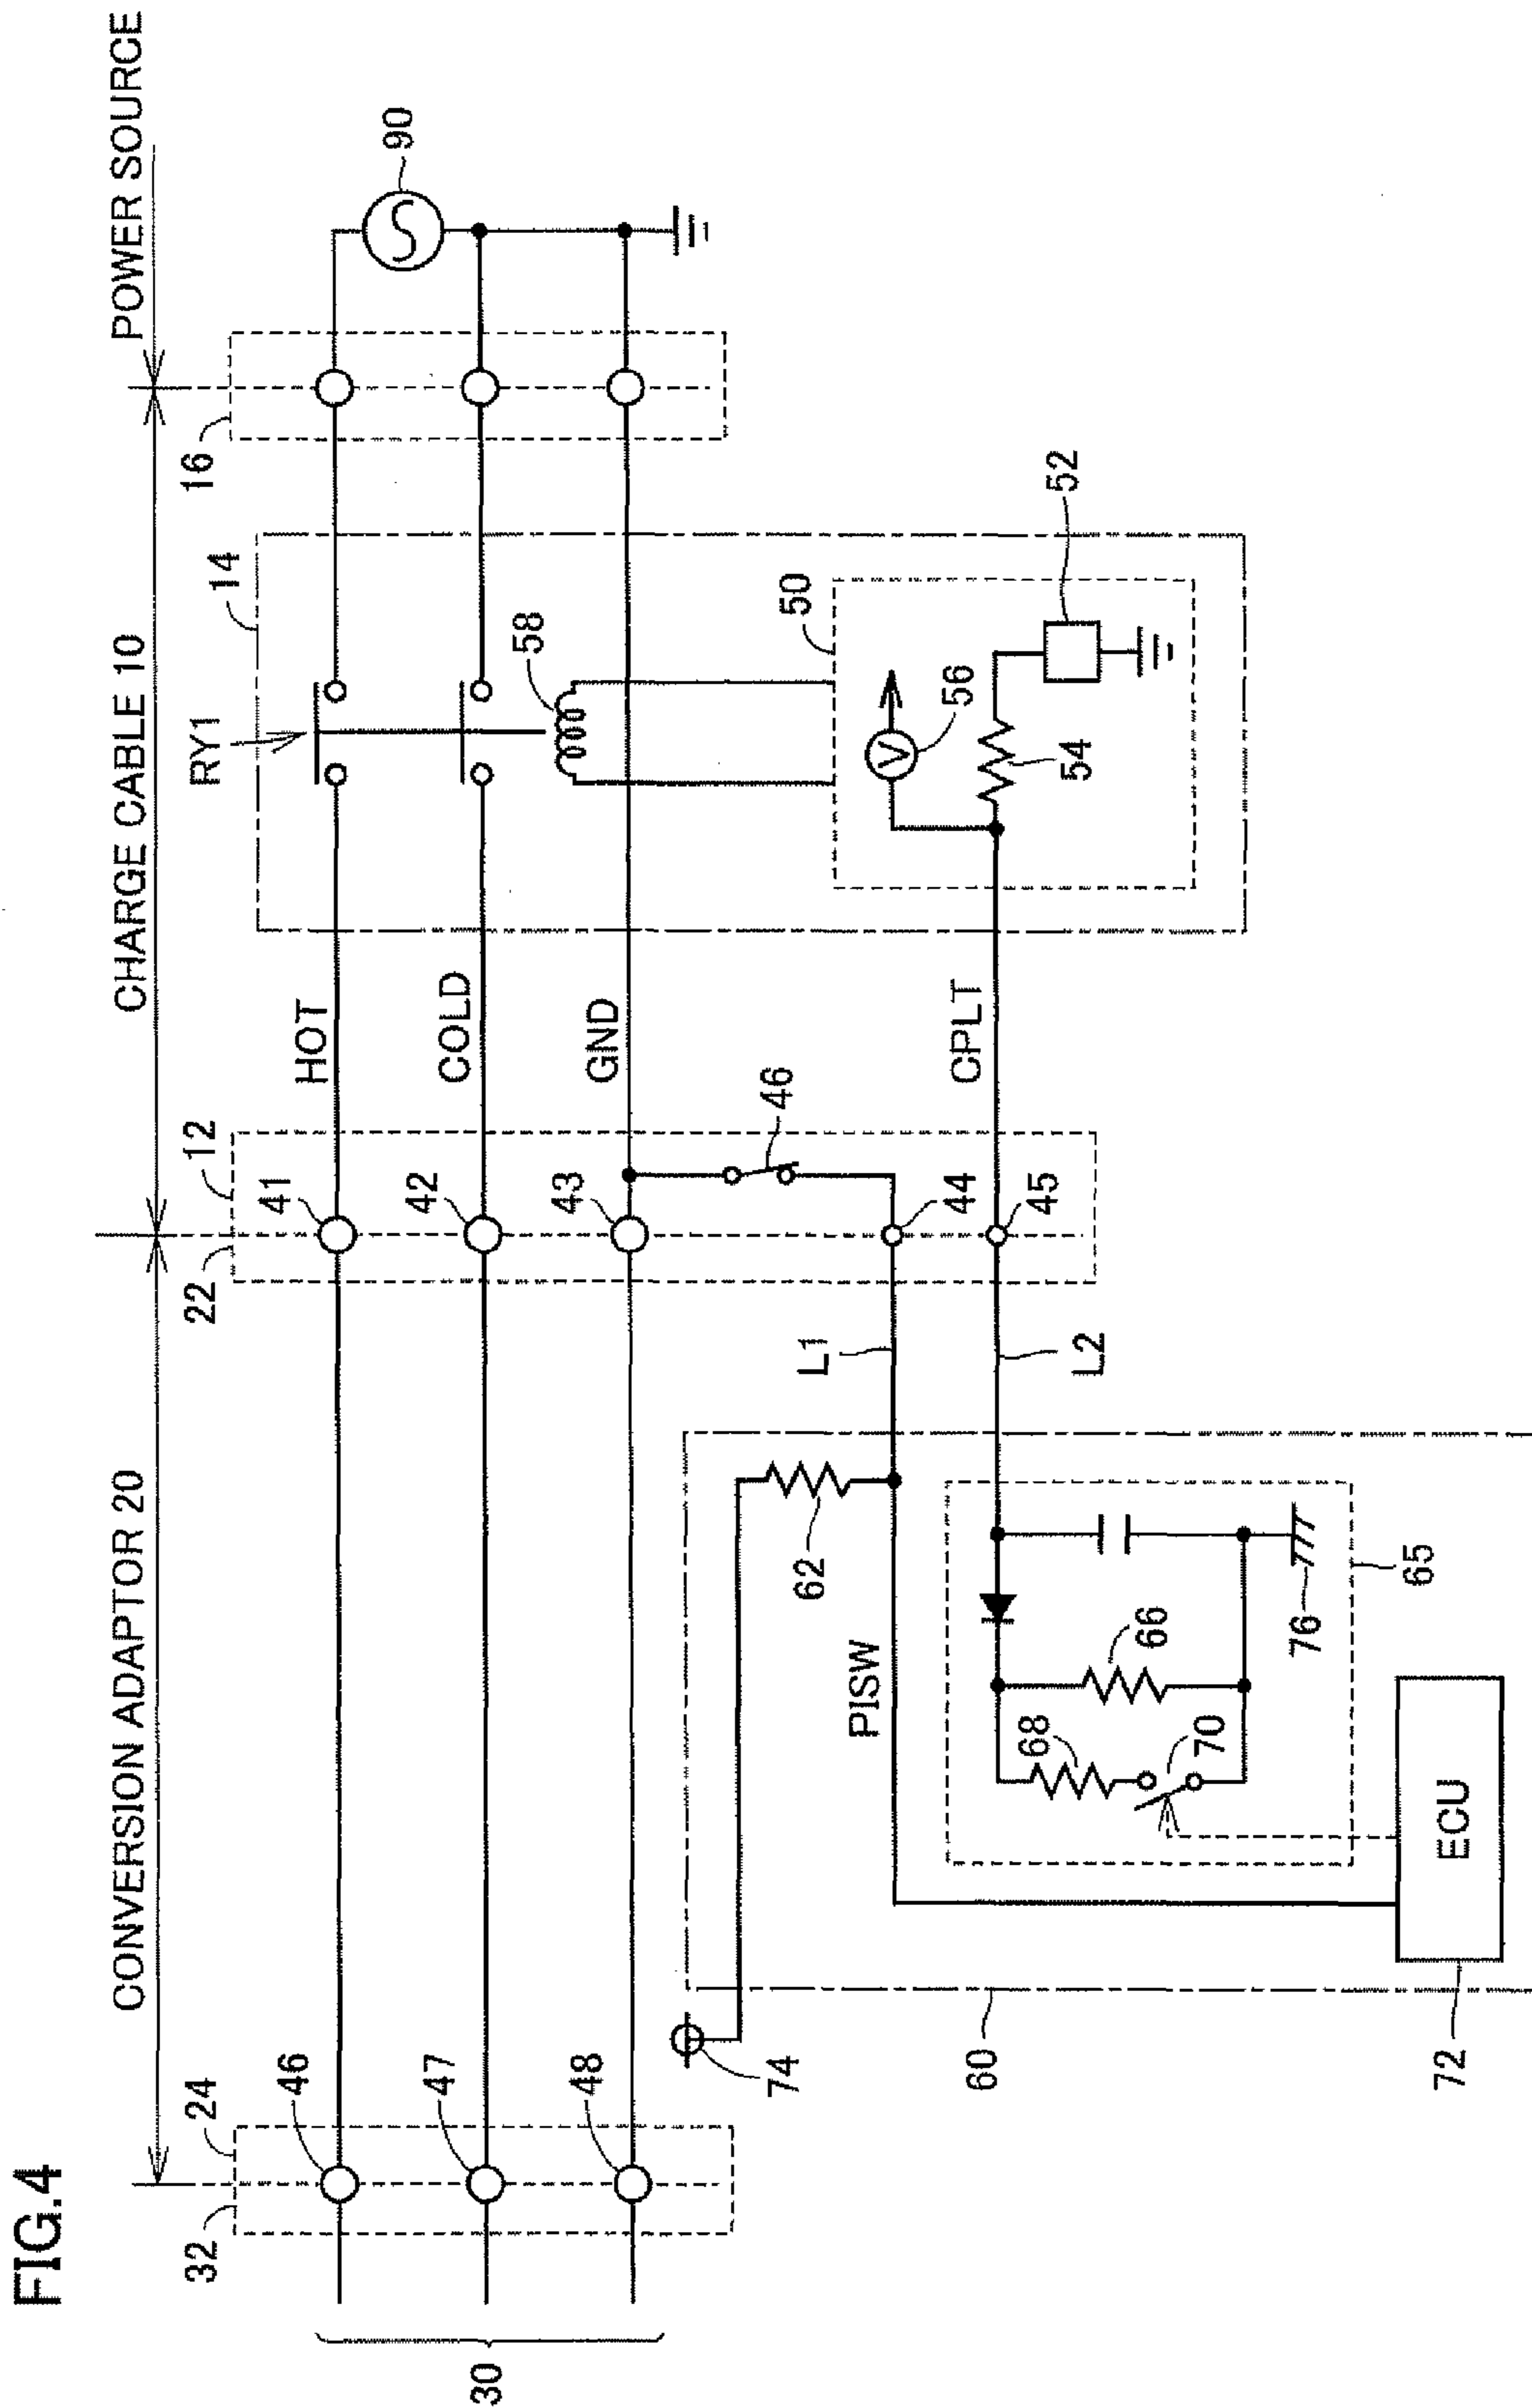 FIG.4
CONVERSION ADAPTOR 20
CHARGE CABLE 10
POWER SOURCE
32
24
22
12
14
16
RY1
46
41
HOT
90
47
42
COLD
58
48
43
GND
46
50
30
74
62
L1
44
56
52
PISW
60
68
66
L2
45
CPLT
54
70
76
65
72
ECU